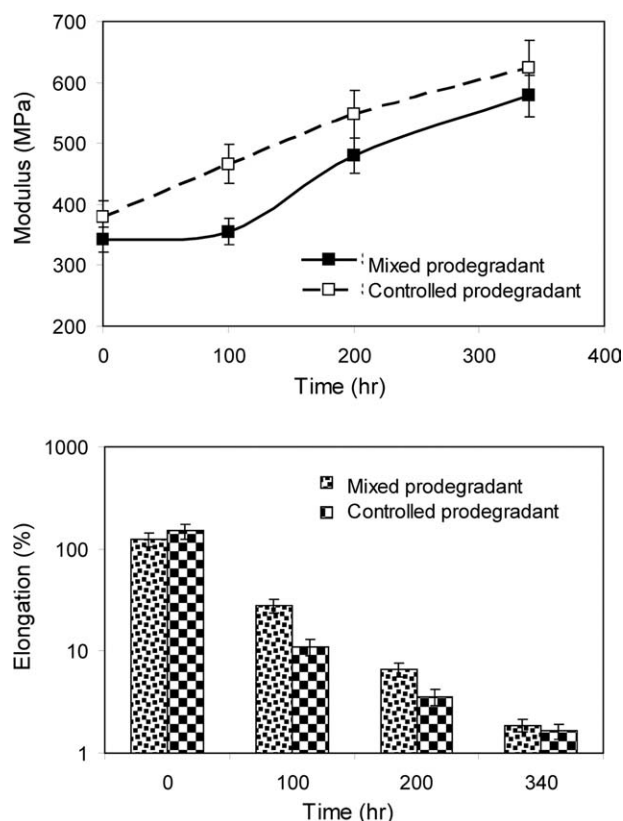 700
600
500
400
300
200
Modulus (MPa)
Mixed prodegradant
Controlled prodegradant
0 100 200 300 400
Time (hr)
1000
100
10
1
Elongation (%)
Mixed prodegradant
Controlled prodegradant
0 100 200 340
Time (hr)